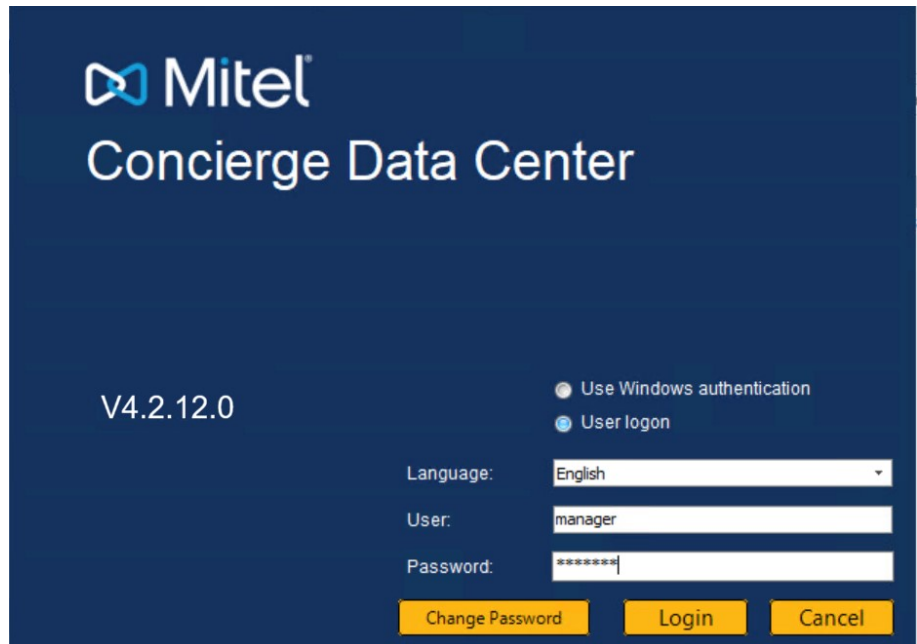 Mitel®
Concierge Data Center
V4.2.12.0
Use Windows authentication
User logon
Language: English
User: manager
Password: *******
Change Password Login Cancel